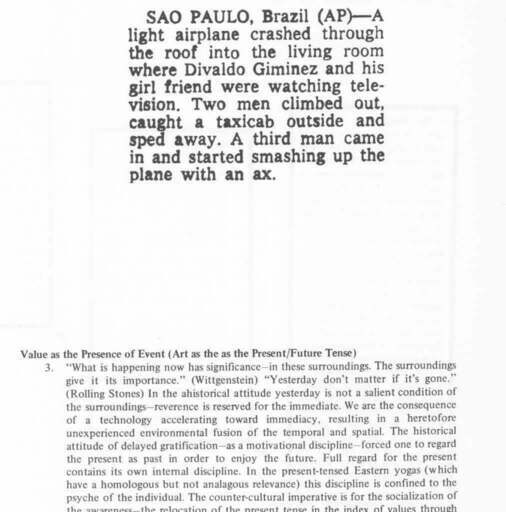 SAO PAULO, Brazil (AP)—A
light airplane crashed through
the roof into the living room
where Divaldo Giminez and his
girl friend were watching tele-
vision. Two men climbed out,
caught a taxicab outside and
sped away. A third man came
in and started smashing up the
plane with an ax.
Value as the Presence of Event (Art as the as the Present/Future Tense)
3. "What is happening now has significance—in these surroundings. The surroundings
give it its importance." (Wittgenstein) "Yesterday don't matter if it's gone."
(Rolling Stones) In the ahistorical attitude yesterday is not a salient condition of
the surroundings—reverence is reserved for the immediate. We are the consequence
of a technology accelerating toward immediacy, resulting in a heretofore
unexperienced environmental fusion of the temporal and spatial. The historical
attitude of delayed gratification—as a motivational discipline—forced one to regard
the present as past in order to enjoy the future. Full regard for the present
contains its own internal discipline. In the present-tensed Eastern yogas (which
have a homologous but not analagous relevance) this discipline is confined to the
psyche of the individual. The counter-cultural imperative is for the socialization of
the awareness—the relocation of the present tense in the index of values through